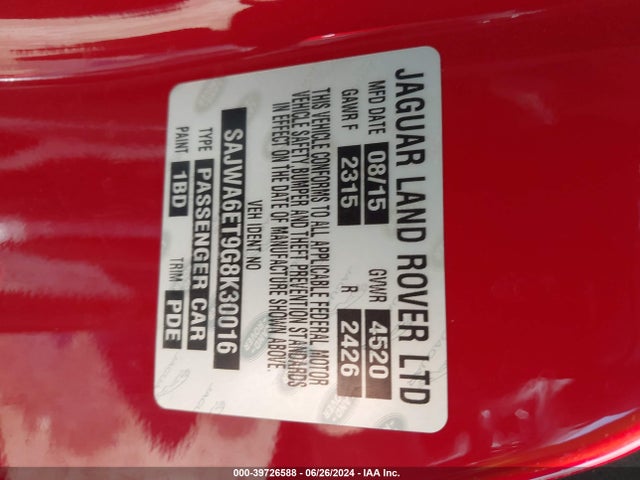 JAGUAR LAND ROVER LTD
MFD DATE 08/15 GVWR 4520
GAWR F 2315 R 2426
THIS VEHICLE CONFORMS TO ALL APPLICABLE FEDERAL MOTOR
VEHICLE SAFETY, BUMPER AND THEFT PREVENTION STANDARDS
IN EFFECT ON THE DATE OF MANUFACTURE SHOWN ABOVE.
VEH IDENT NO
SAJWA6ET9G8K30016
TYPE PASSENGER CAR
PAINT 1BD TRIM PDE
000-39726588 • 06/26/2024 • IAA Inc.